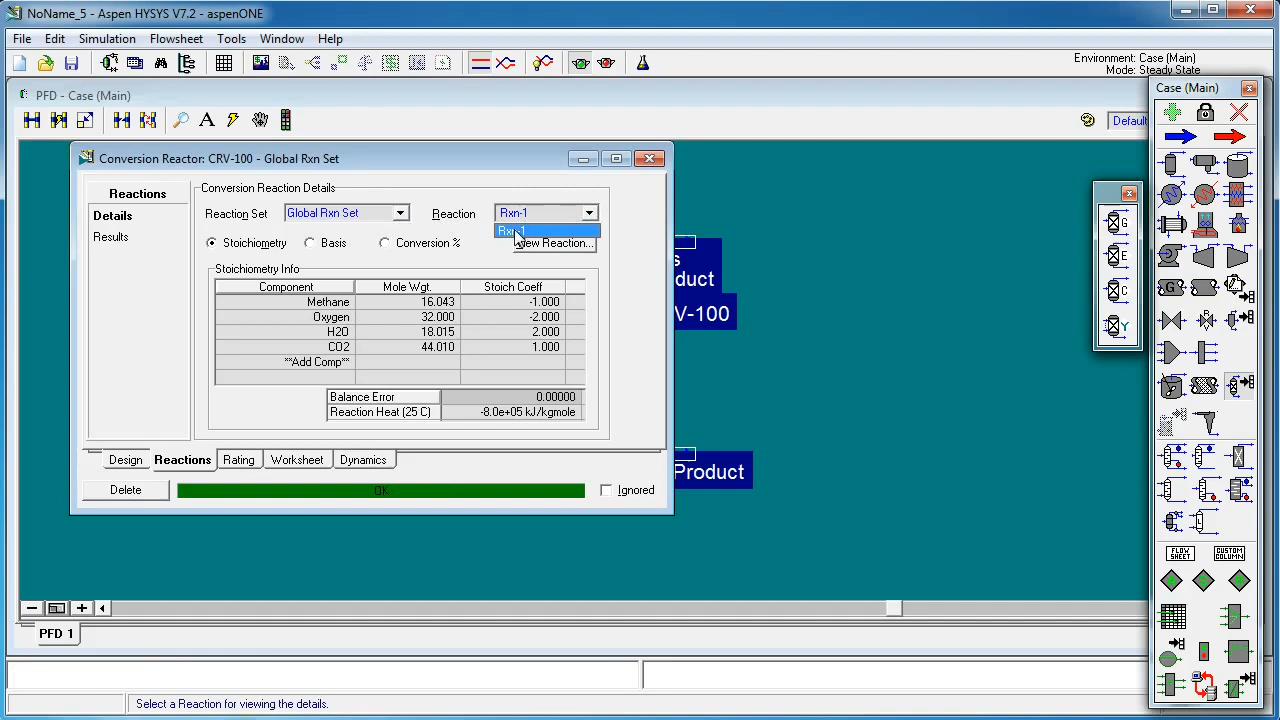 NoName_5 - Aspen HYSYS V7.2 - aspenONE
File Edit Simulation Flowsheet Tools Window Help
Environment: Case (Main)
Mode: Steady State
PFD - Case (Main)
Case (Main)
Default
Conversion Reactor: CRV-100 - Global Rxn Set
Reactions
Details
Results
Conversion Reaction Details
Reaction Set Global Rxn Set Reaction Rxn-1
Stoichiometry Basis Conversion % View Reaction...
Stoichiometry Info
Component Mole Wgt. Stoich Coeff
Methane 16.043 -1.000
Oxygen 32.000 -2.000
H2O 18.015 2.000
CO2 44.010 1.000
**Add Comp**
Balance Error 0.00000
Reaction Heat (25 C) -8.0e+05 kJ/kgmole
Design Reactions Rating Worksheet Dynamics
Delete OK Ignored
s
duct
V-100
Product
G
E
C
Y
G
FLOW
SHEET
CUSTOM
COLUMN
PFD 1
Select a Reaction for viewing the details.